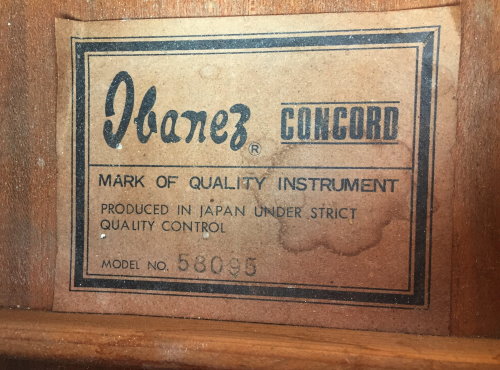 Ibanez ® CONCORD
MARK OF QUALITY INSTRUMENT
PRODUCED IN JAPAN UNDER STRICT
QUALITY CONTROL
MODEL NO. 58095